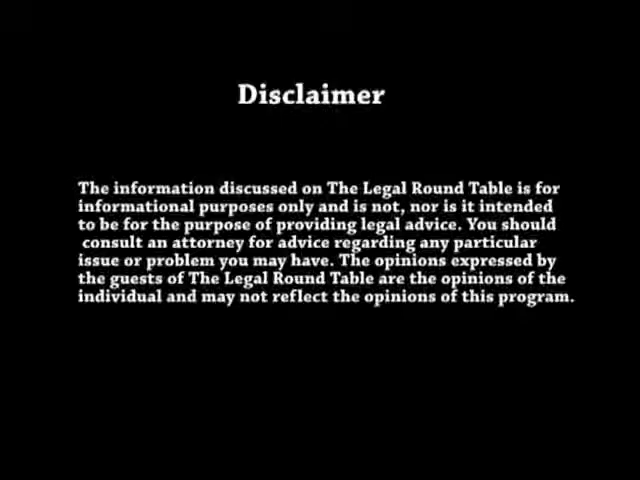 Disclaimer
The information discussed on The Legal Round Table is for
informational purposes only and is not, nor is it intended
to be for the purpose of providing legal advice. You should
consult an attorney for advice regarding any particular
issue or problem you may have. The opinions expressed by
the guests of The Legal Round Table are the opinions of the
individual and may not reflect the opinions of this program.